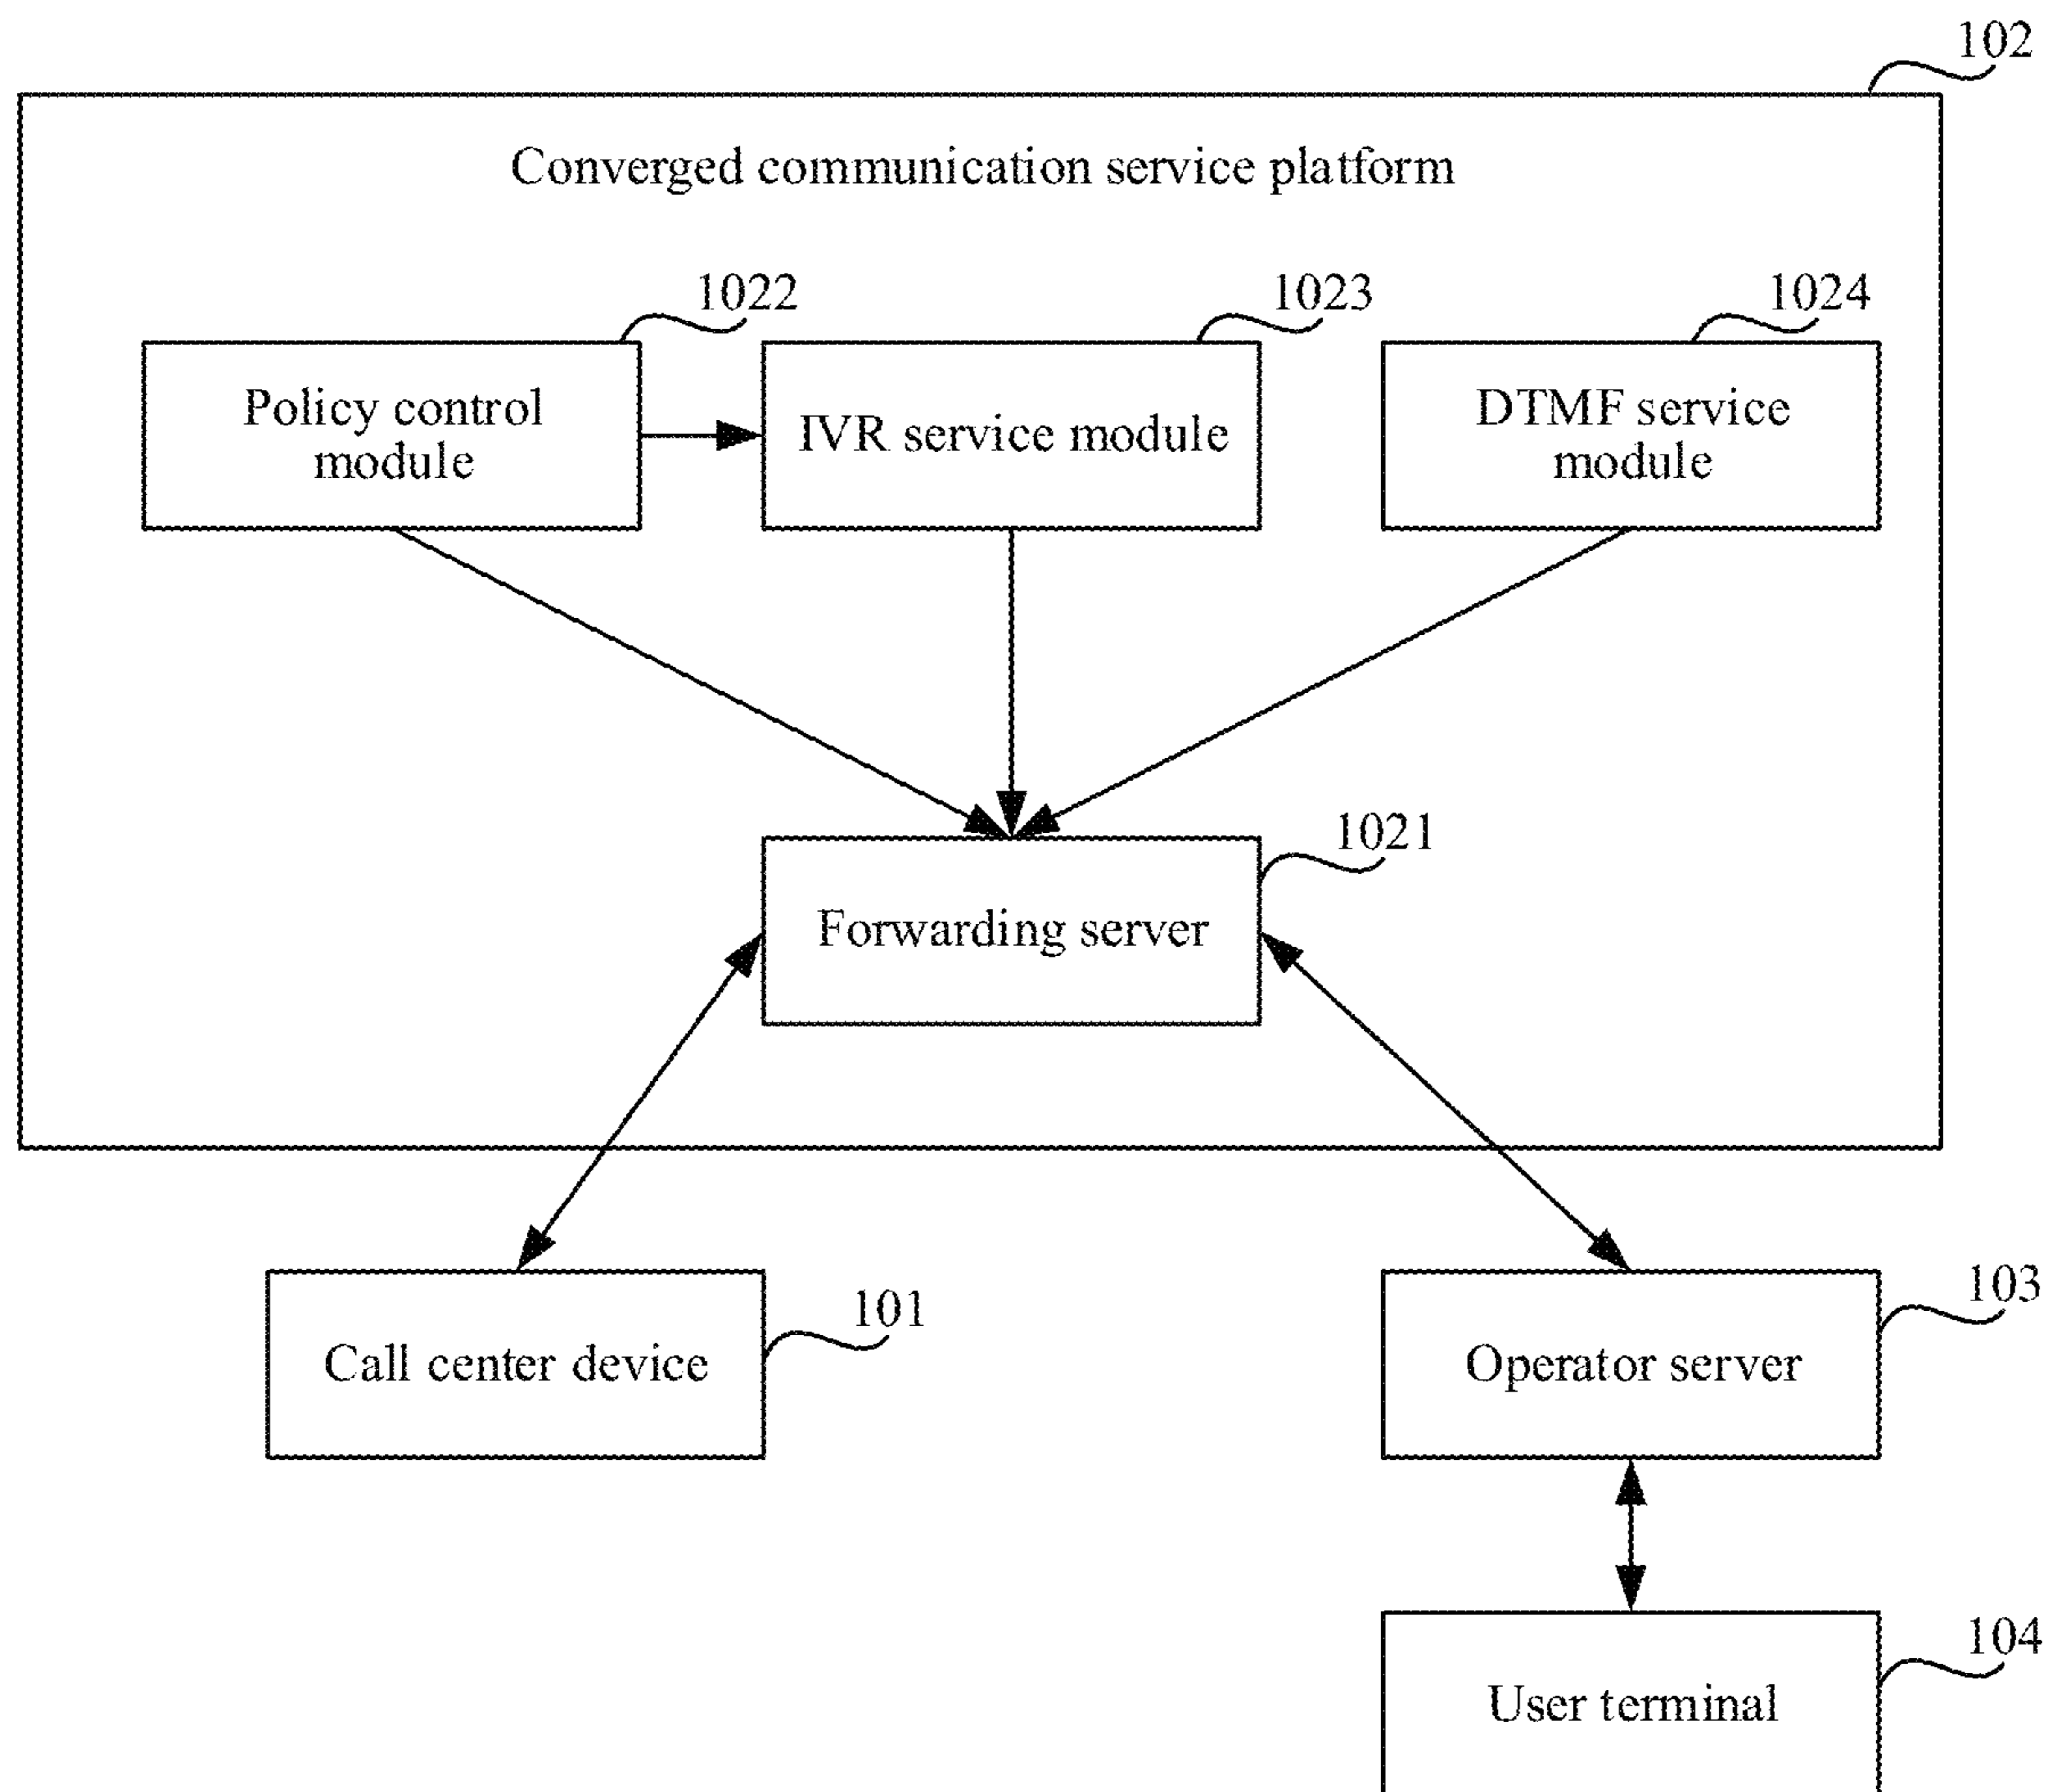 102
Converged communication service platform
1022
1023
1024
Policy control
module
IVR service module
DTMF service
module
1021
Forwarding server
101
Call center device
103
Operator server
104
User terminal